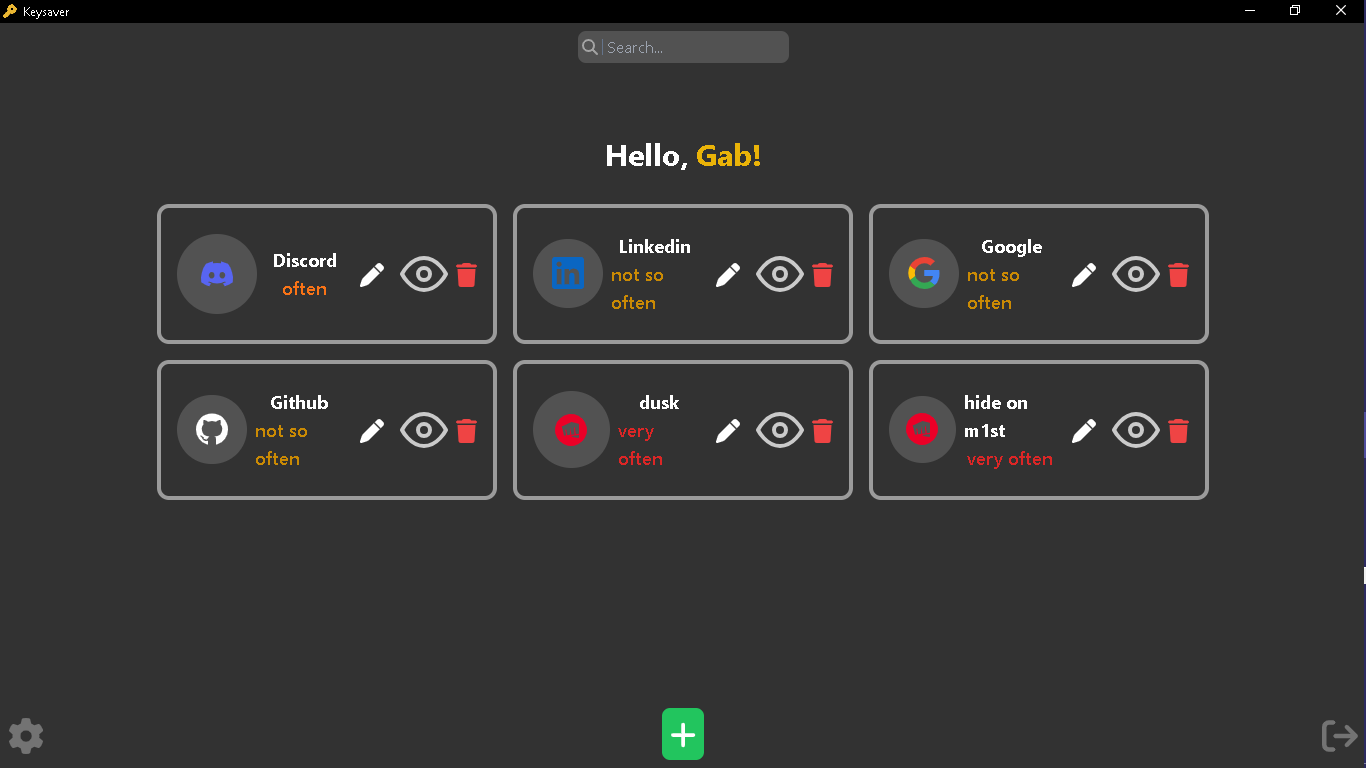 Keysaver
Search...
Hello, Gab!
Discord
often
Linkedin
not so
often
Google
not so
often
Github
not so
often
dusk
very
often
hide on
m1st
very often